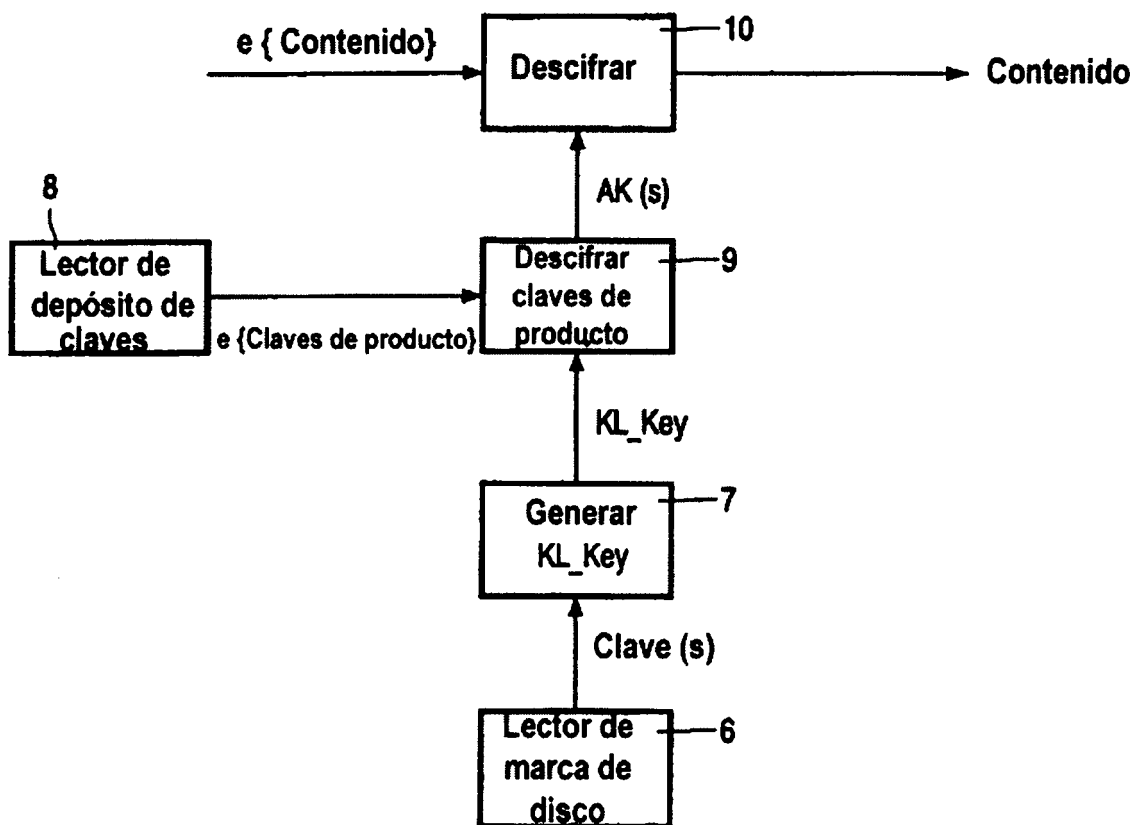 10
e { Contenido}
Descifrar
Contenido
AK (s)
8
Lector de
depósito de
claves
e {Claves de producto}
Descifrar
claves de
producto
9
KL_Key
Generar
KL_Key
7
Clave (s)
Lector de
marca de
disco
6